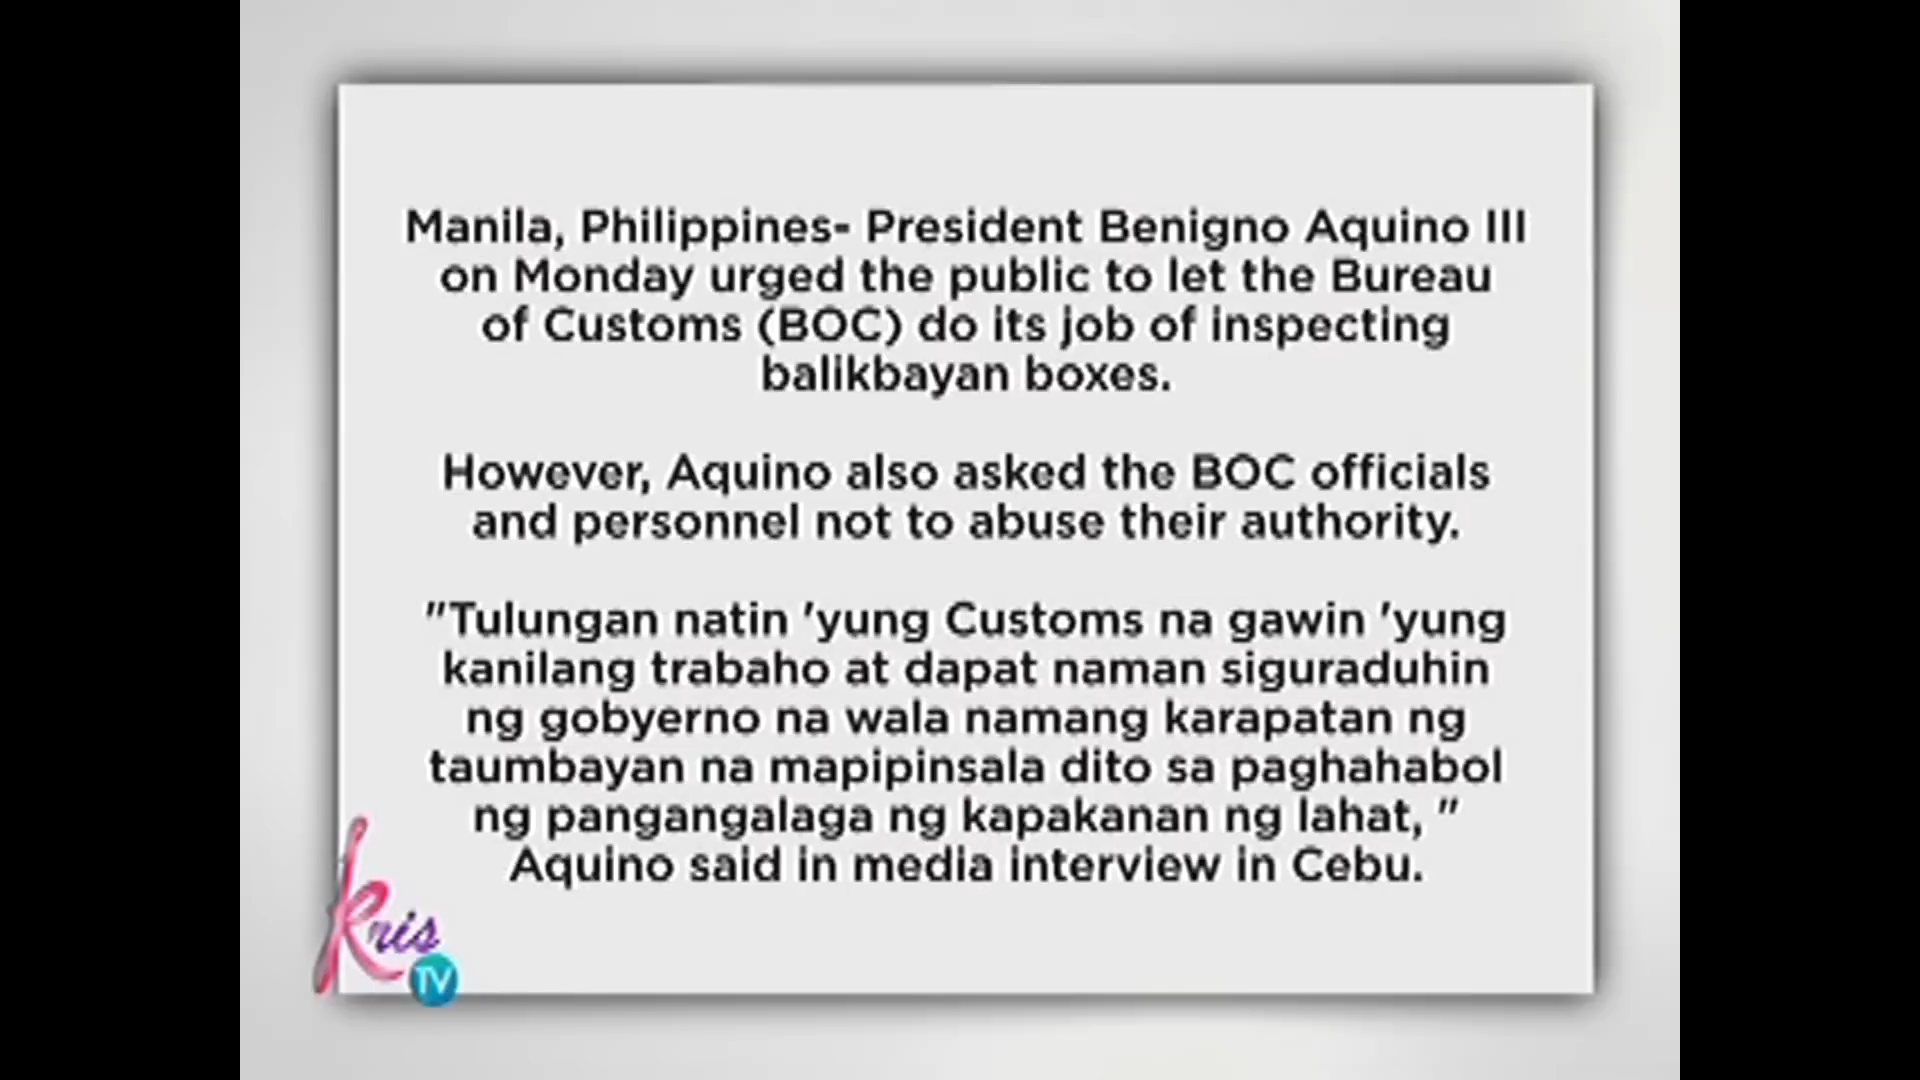 Manila, Philippines- President Benigno Aquino III
on Monday urged the public to let the Bureau
of Customs (BOC) do its job of inspecting
balikbayan boxes.
However, Aquino also asked the BOC officials
and personnel not to abuse their authority.
"Tulungan natin 'yung Customs na gawin 'yung
kanilang trabaho at dapat naman siguraduhin
ng gobyerno na wala namang karapatan ng
taumbayan na mapipinsala dito sa paghahabol
ng pangangalaga ng kapakanan ng lahat, "
Aquino said in media interview in Cebu.
Kris
TV